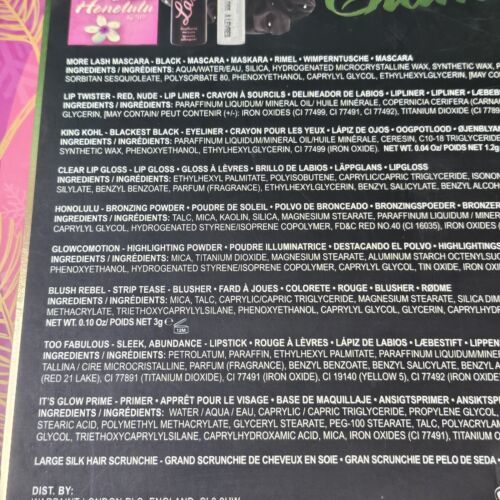 Honolulu
MORE LASH MASCARA - BLACK - MASCARA • MASKARA • RIMEL • WIMPERNTUSCHE • MASCARA
INGREDIENTS / INGRÉDIENTS: AQUA/WATER/EAU, SILICA, HYDROGENATED MICROCRYSTALLINE WAX, SYNTHETIC WAX,
SORBITAN SESQUIOLEATE, POLYSORBATE 80, PHENOXYETHANOL, CAPRYLYL GLYCOL, ETHYLHEXYLGLYCERIN, [MAY CON
LIP TWISTER - RED, NUDE - LIP LINER • CRAYON À SOURCILS • DELINEADOR DE LABIOS • LIPLINER • LIPLINER • LÆBE
INGREDIENTS / INGRÉDIENTS: PARAFFINUM LIQUIDUM/ MINERAL OIL/ HUILE MINÉRALE, COPERNICIA CERIFERA (CARNA
GLYCERIN, [MAY CONTAIN/ PEUT CONTENIR (+/-): IRON OXIDES (CI 77499, CI 77491, CI 77492), TITANIUM DIOXIDE,
KING KOHL - BLACKEST BLACK - EYELINER • CRAYON POUR LES YEUX • LÁPIZ DE OJOS • OOGPOTLOOD • ØJENBLYA
INGREDIENTS / INGRÉDIENTS: PARAFFINUM LIQUIDUM/MINERAL OIL/HUILE MINÉRALE, CERESIN, C10-18 TRIGLYCERIDE
SYNTHETIC WAX, PHENOXYETHANOL, ETHYLHEXYLGLYCERIN, CI 77499 (IRON OXIDE). NET WT. 0.04 Oz/ POIDS NET 1.2g
CLEAR LIP GLOSS - LIP GLOSS • GLOSS À LÈVRES • BRILLO DE LABIOS • LÄPPGLANS • LIPGLOSS
INGREDIENTS / INGRÉDIENTS: ETHYLHEXYL PALMITATE, POLYISOBUTENE, CAPRYLIC/CAPRIC TRIGLYCERIDE, ISONON
SILYLATE, BENZYL BENZOATE, PARFUM (FRAGRANCE), ETHYLHEXYLGLYCERIN, BENZYL SALICYLATE, BENZYL ALCOH
HONOLULU - BRONZING POWDER • POUDRE DE SOLEIL • POLVO DE BRONCEADO • BRONZINGSPOEDER • BRONZER
INGREDIENTS / INGRÉDIENTS: TALC, MICA, KAOLIN, SILICA, MAGNESIUM STEARATE, PARAFFINUM LIQUIDUM / MINER
HYDROGENATED STYRENE/ISOPRENE COPOLYMER, FD&C RED NO.40 (CI 16035), IRON OXIDES
GLOWCOMOTION - HIGHLIGHTING POWDER • POUDRE ILLUMINATRICE • DESTACANDO EL POLVO • HIGHLIGHTINGS
INGREDIENTS / INGRÉDIENTS: MICA, TITANIUM DIOXIDE, MAGNESIUM STEARATE, ALUMINUM STARCH OCTENYLSUC
PHENOXYETHANOL, HYDROGENATED STYRENE/ISOPRENE COPOLYMER, CAPRYLYL GLYCOL, TIN OXIDE, IRON OXI
BLUSH REBEL - STRIP TEASE - BLUSHER • FARD À JOUES • COLORETE • ROUGE • BLUSHER • RØDME
INGREDIENTS / INGRÉDIENTS: MICA, TALC, CAPRYLIC/CAPRIC TRIGLYCERIDE, MAGNESIUM STEARATE, SILICA DIM
METHACRYLATE, TRIETHOXYCAPRYLYLSILANE, PHENOXYETHANOL, CAPRYLYL GLYCOL, GLYCERIN, HEXYL
NET WT. 0.10 Oz/ POIDS NET 3g ℮ 12M
TOO FABULOUS - SLEEK, ABUNDANCE - LIPSTICK • ROUGE À LÈVRES • LÁPIZ DE LABIOS • LÆBESTIFT • LIPPEN
INGREDIENTS / INGRÉDIENTS: PETROLATUM, PARAFFIN, ETHYLHEXYL PALMITATE, PARAFFINUM LIQUIDUM/MINER
TALLINA / CIRE MICROCRISTALLINE, PARFUM (FRAGRANCE), BENZYL BENZOATE, BENZYL SALICYLATE, BENZYL
(RED 21 LAKE), CI 77891 (TITANIUM DIOXIDE), CI 77491 (IRON OXIDE), CI 19140 (YELLOW 5), CI 77492 (IRON OXIDE
IT'S GLOW PRIME - PRIMER • APPRÊT POUR LE VISAGE • BASE DE MAQUILLAJE • ANSIGTSPRIMER • ANSIKTSP
INGREDIENTS / INGRÉDIENTS: WATER / AQUA / EAU, CAPRYLIC / CAPRIC TRIGLYCERIDE, PROPYLENE GLYCOL,
STEARIC ACID, POLYMETHYL METHACRYLATE, GLYCERYL STEARATE, PEG-100 STEARATE, TALC, POLYACRYLAM
GLYCOL, TRIETHOXYCAPRYLYLSILANE, CAPRYLHYDROXAMIC ACID, MICA, IRON OXIDES (CI 77491), TITANIUM D
LARGE SILK HAIR SCRUNCHIE - GRAND SCRUNCHIE DE CHEVEUX EN SOIE • GRAN SCRUNCHIE DE PELO DE SEDA •
DIST. BY: